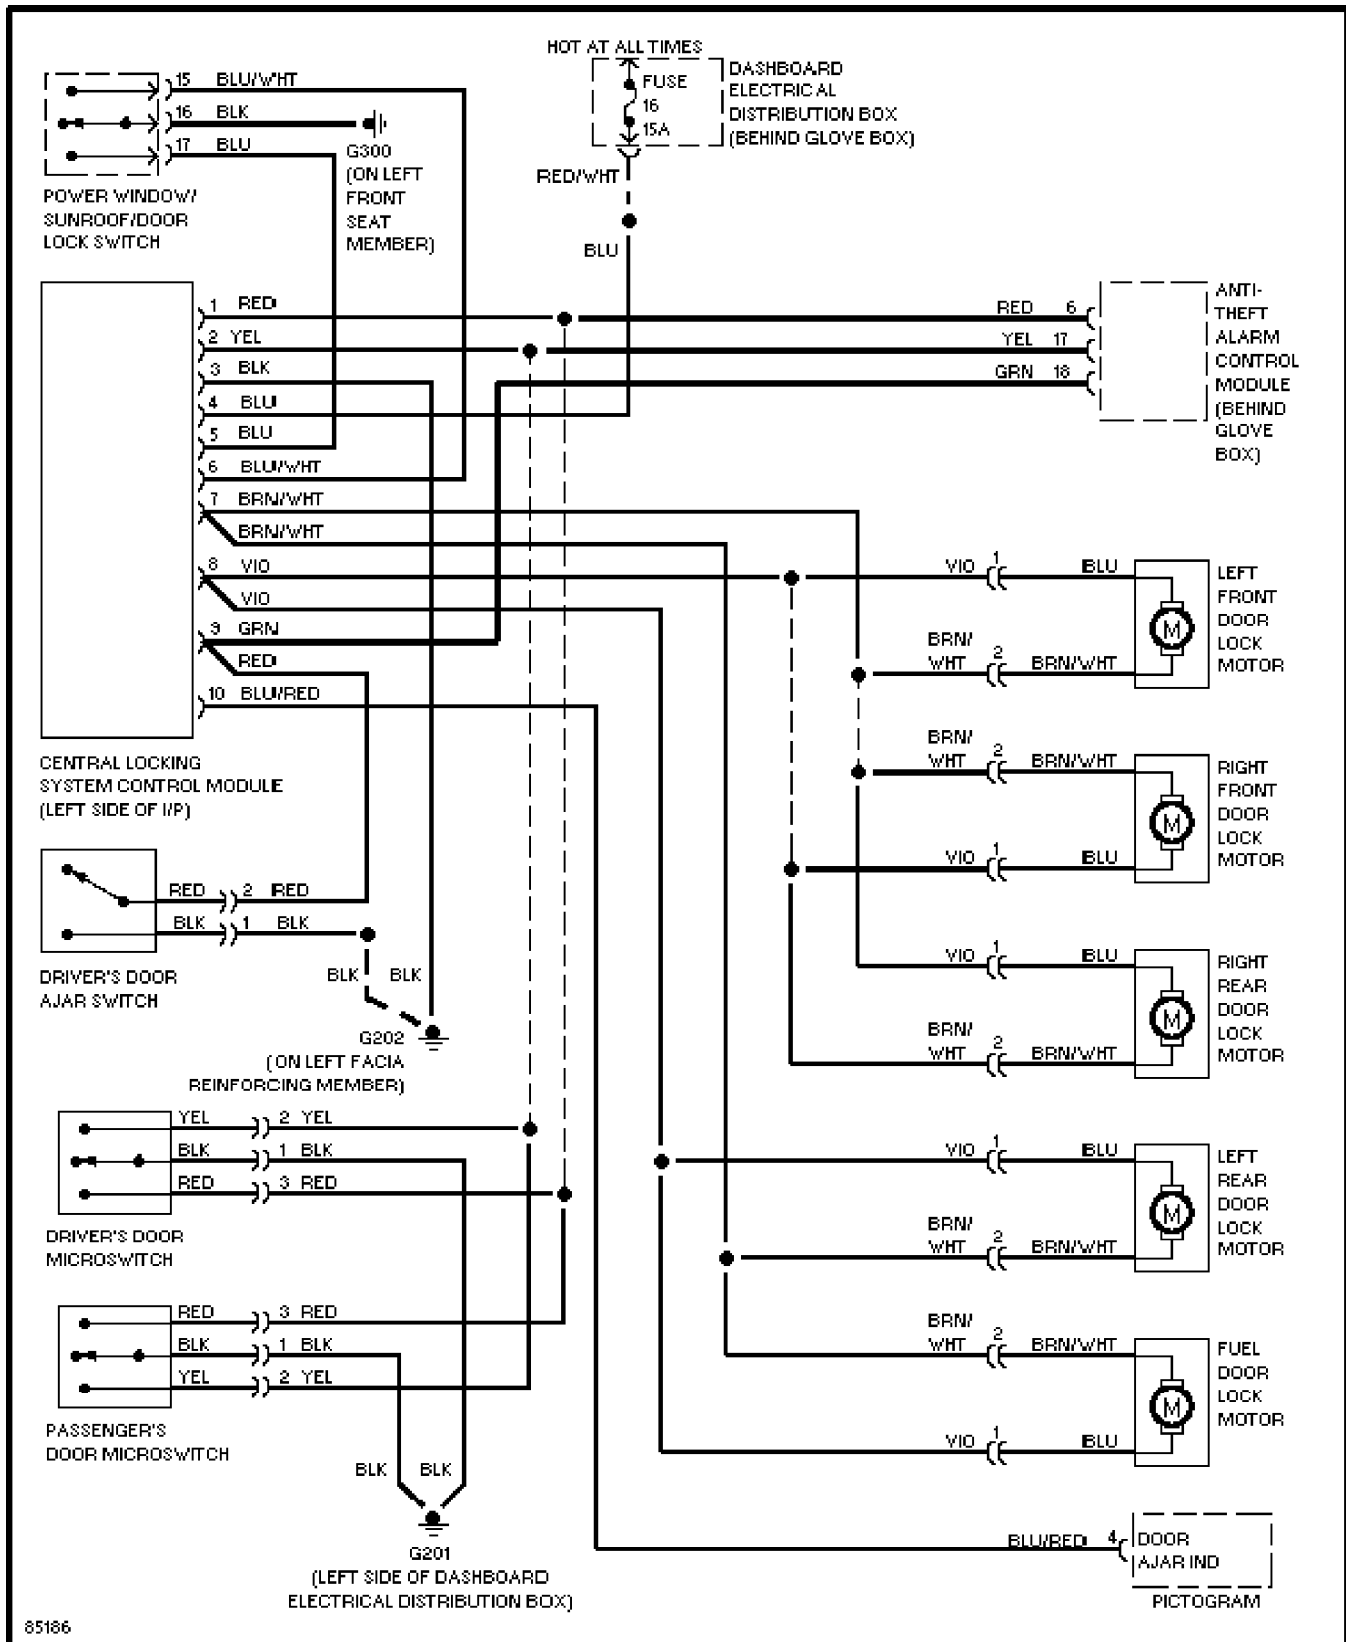 HOT AT ALL TIMES
FUSE
16
15A
DASHBOARD
ELECTRICAL
DISTRIBUTION BOX
(BEHIND GLOVE BOX)
RED/WHT
BLU
15 BLU/WHT
16 BLK
17 BLU
G300
(ON LEFT
FRONT
SEAT
MEMBER)
POWER WINDOW/
SUNROOF/DOOR
LOCK SWITCH
1 RED
2 YEL
3 BLK
4 BLU
5 BLU
6 BLU/WHT
7 BRN/WHT
BRN/WHT
8 VIO
VIO
9 GRN
RED
10 BLU/RED
CENTRAL LOCKING
SYSTEM CONTROL MODULE
(LEFT SIDE OF I/P)
RED 6
YEL 17
GRN 18
ANTI-
THEFT
ALARM
CONTROL
MODULE
(BEHIND
GLOVE
BOX)
VIO 1 BLU
BRN/
WHT 2 BRN/WHT
LEFT
FRONT
DOOR
LOCK
MOTOR
M
BRN/
WHT 2 BRN/WHT
VIO 1 BLU
RIGHT
FRONT
DOOR
LOCK
MOTOR
M
RED 2 RED
BLK 1 BLK
DRIVER'S DOOR
AJAR SWITCH
BLK BLK
G202
(ON LEFT FACIA
REINFORCING MEMBER)
VIO 1 BLU
BRN/
WHT 2 BRN/WHT
RIGHT
REAR
DOOR
LOCK
MOTOR
M
YEL 2 YEL
BLK 1 BLK
RED 3 RED
DRIVER'S DOOR
MICROSWITCH
VIO 1 BLU
BRN/
WHT 2 BRN/WHT
LEFT
REAR
DOOR
LOCK
MOTOR
M
RED 3 RED
BLK 1 BLK
YEL 2 YEL
PASSENGER'S
DOOR MICROSWITCH
BRN/
WHT 2 BRN/WHT
VIO 1 BLU
FUEL
DOOR
LOCK
MOTOR
M
BLK BLK
G201
(LEFT SIDE OF DASHBOARD
ELECTRICAL DISTRIBUTION BOX)
BLU/RED 4
DOOR
AJAR IND
PICTOGRAM
85186